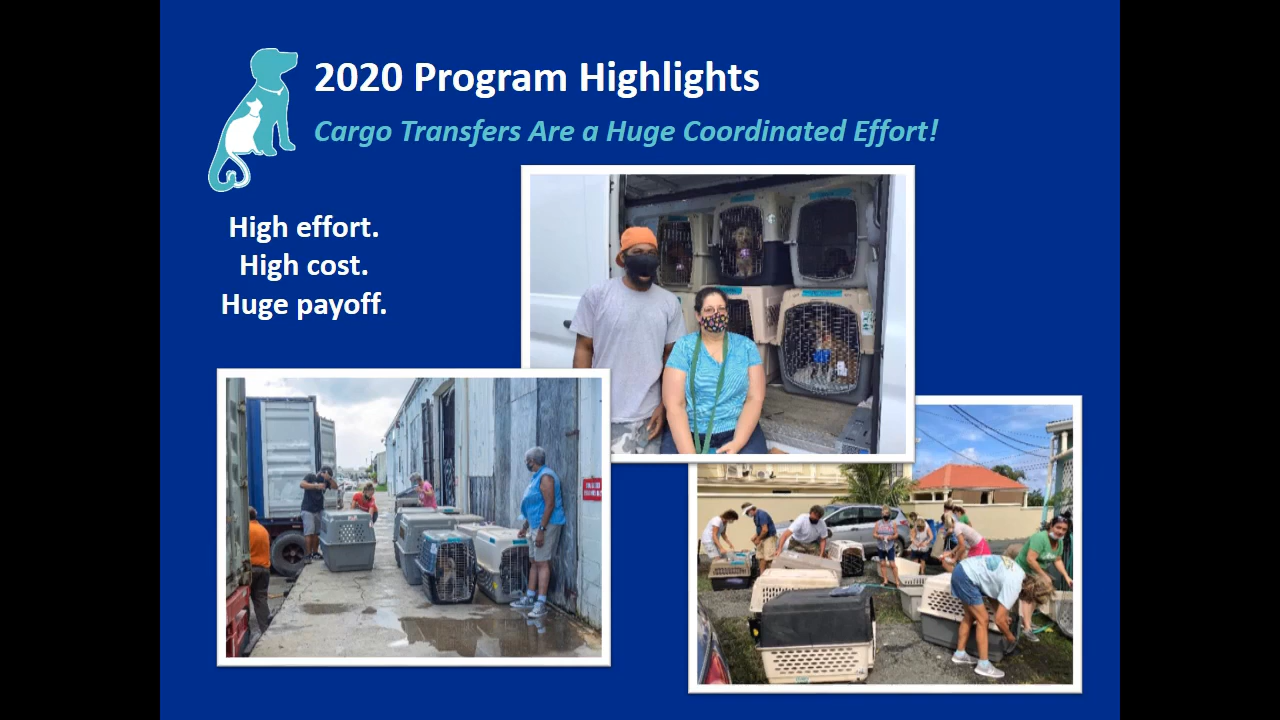 2020 Program Highlights
Cargo Transfers Are a Huge Coordinated Effort!
High effort.
High cost.
Huge payoff.